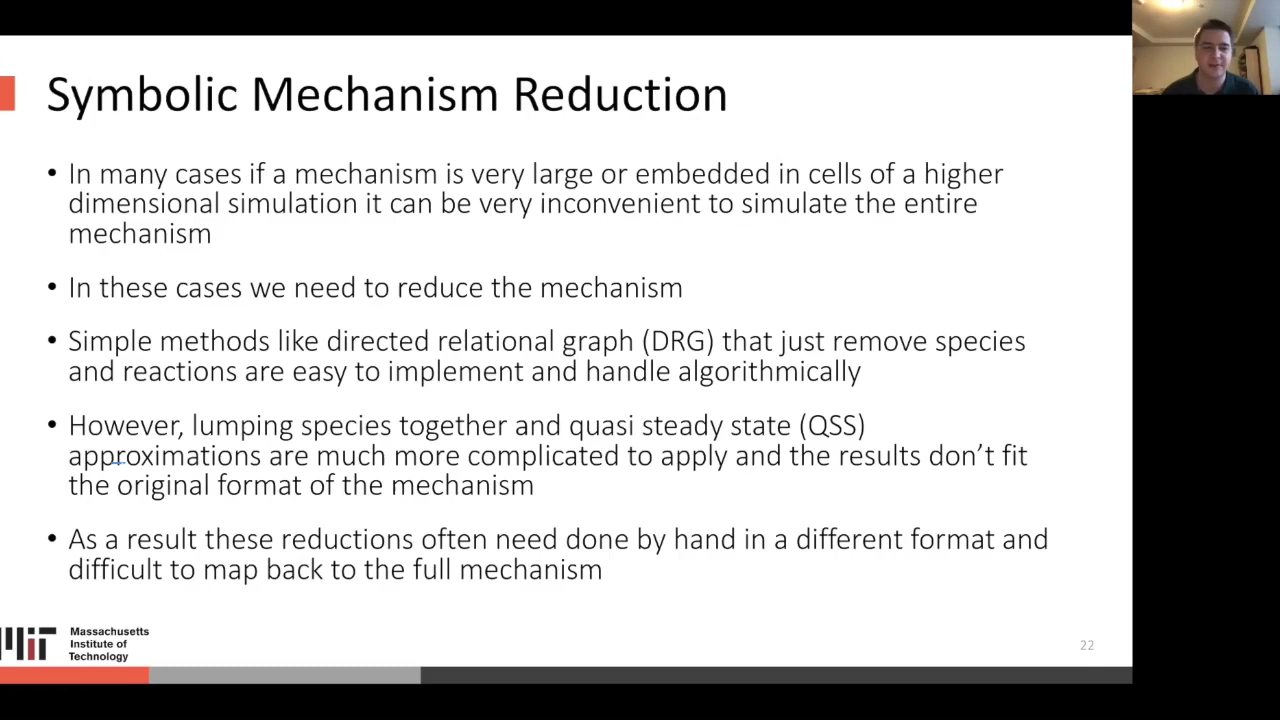 Symbolic Mechanism Reduction
• In many cases if a mechanism is very large or embedded in cells of a higher
dimensional simulation it can be very inconvenient to simulate the entire
mechanism
• In these cases we need to reduce the mechanism
• Simple methods like directed relational graph (DRG) that just remove species
and reactions are easy to implement and handle algorithmically
• However, lumping species together and quasi steady state (QSS)
approximations are much more complicated to apply and the results don’t fit
the original format of the mechanism
• As a result these reductions often need done by hand in a different format and
difficult to map back to the full mechanism
MIT
Massachusetts
Institute of
Technology
22